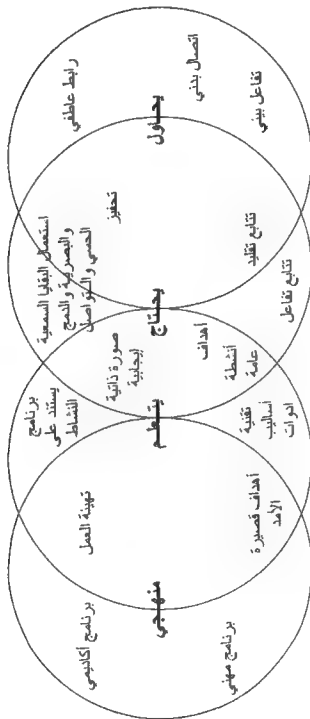 رابط عاطفي
اتصال بدني
تفاعل بيني
يحاول
استعمال البقايا السمعية
والبصرية والدمج
الحسي والتواصل
تحفيز
تتابع تقليد
تتابع تفاعل
يحتاج
برنامج
يستند على
النشاط
صورة ذاتية
إيجابية
أهداف
أنشطة
عامة
يتعلم
أساليب
تقنية
أدوات
تهيئة العمل
أهداف قصيرة
الأمد
منهجي
برنامج أكاديمي
برنامج مهني